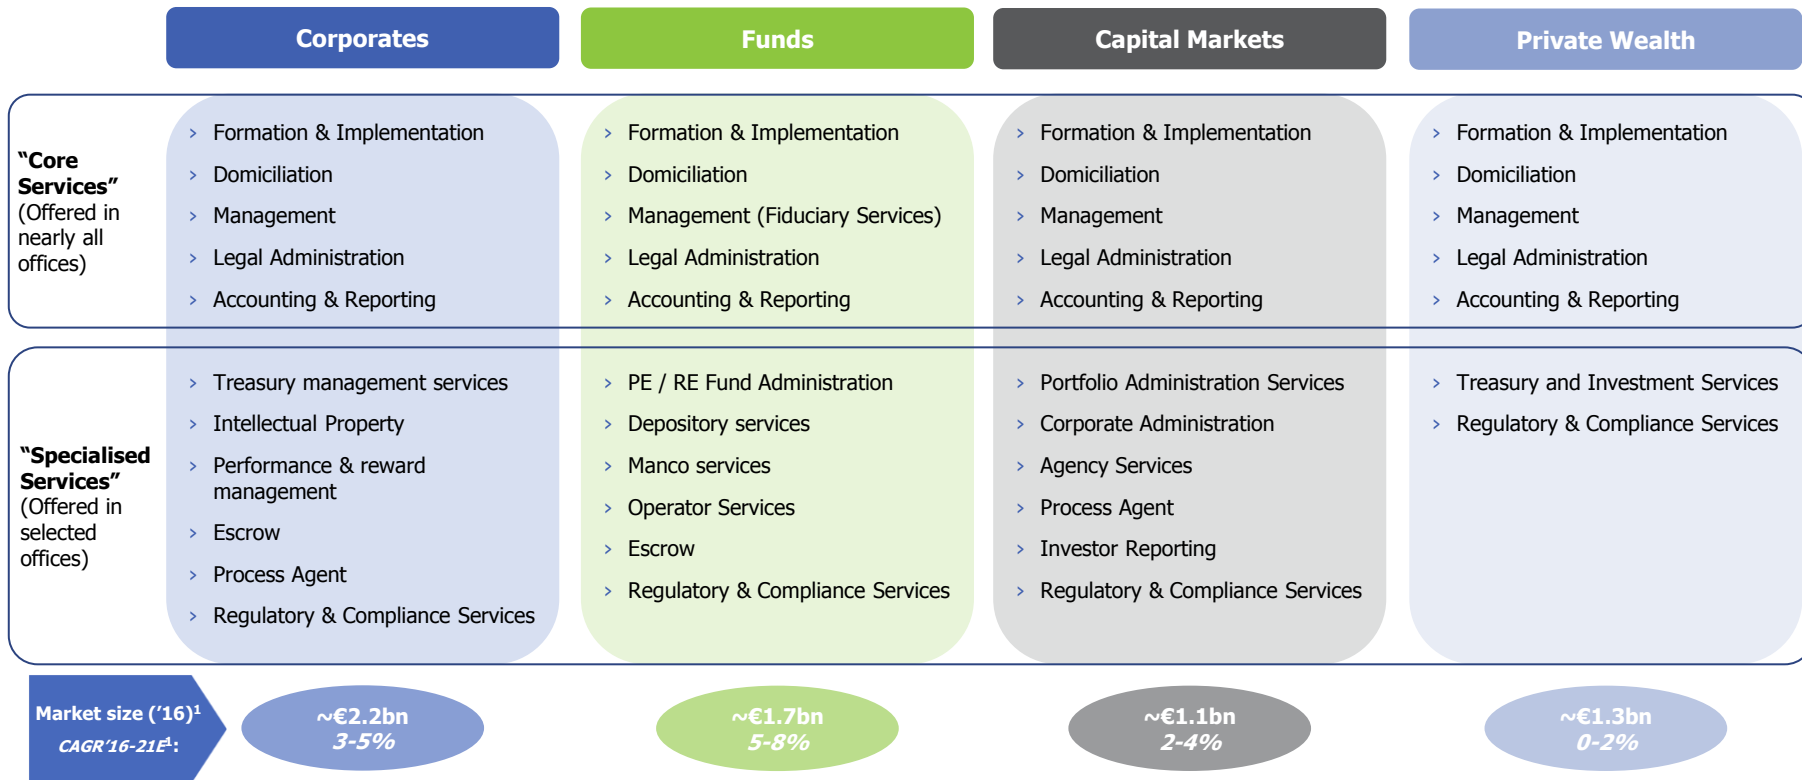 Corporates
Funds
Capital Markets
Private Wealth
“Core
Services”
(Offered in
nearly all
offices)
› Formation & Implementation
› Domiciliation
› Management
› Legal Administration
› Accounting & Reporting
› Formation & Implementation
› Domiciliation
› Management (Fiduciary Services)
› Legal Administration
› Accounting & Reporting
› Formation & Implementation
› Domiciliation
› Management
› Legal Administration
› Accounting & Reporting
› Formation & Implementation
› Domiciliation
› Management
› Legal Administration
› Accounting & Reporting
“Specialised
Services”
(Offered in
selected
offices)
› Treasury management services
› Intellectual Property
› Performance & reward
management
› Escrow
› Process Agent
› Regulatory & Compliance Services
› PE / RE Fund Administration
› Depository services
› Manco services
› Operator Services
› Escrow
› Regulatory & Compliance Services
› Portfolio Administration Services
› Corporate Administration
› Agency Services
› Process Agent
› Investor Reporting
› Regulatory & Compliance Services
› Treasury and Investment Services
› Regulatory & Compliance Services
Market size (’16)¹
CAGR’16-21E¹:
~€2.2bn
3-5%
~€1.7bn
5-8%
~€1.1bn
2-4%
~€1.3bn
0-2%